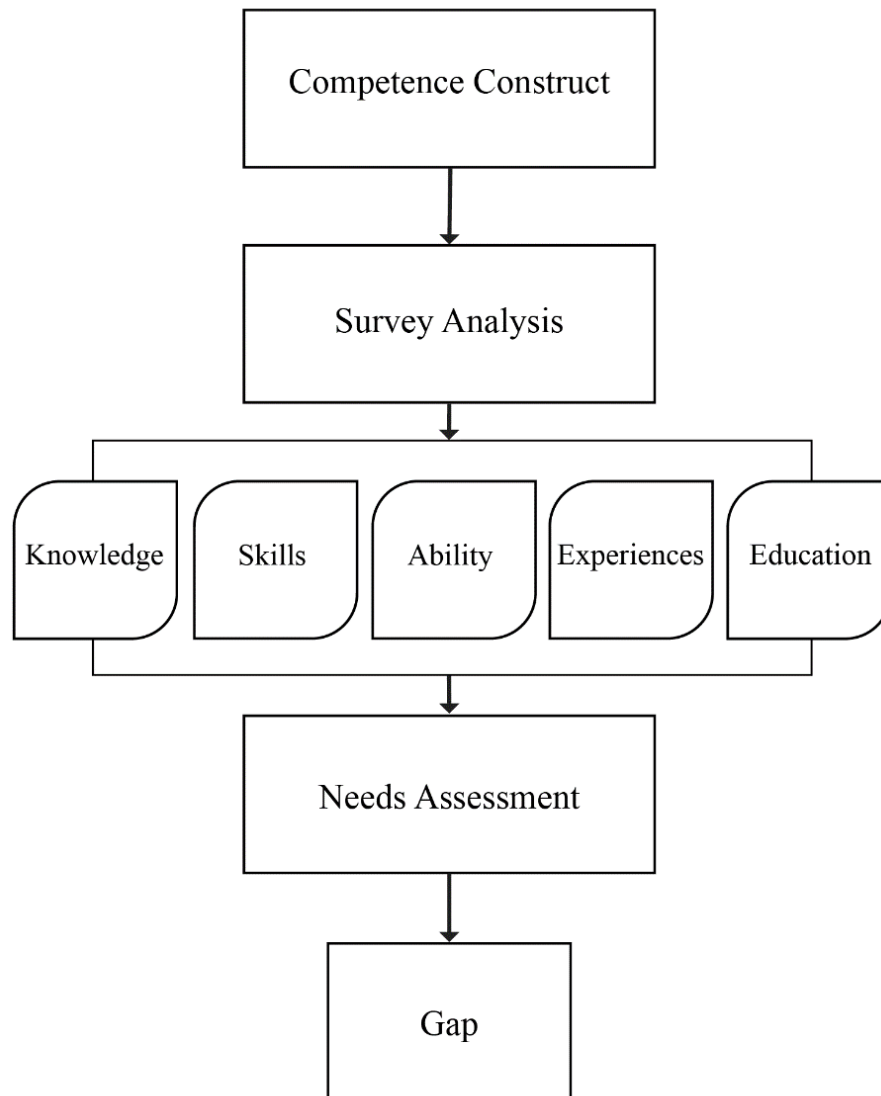 Competence Construct
Survey Analysis
Knowledge
Skills
Ability
Experiences
Education
Needs Assessment
Gap